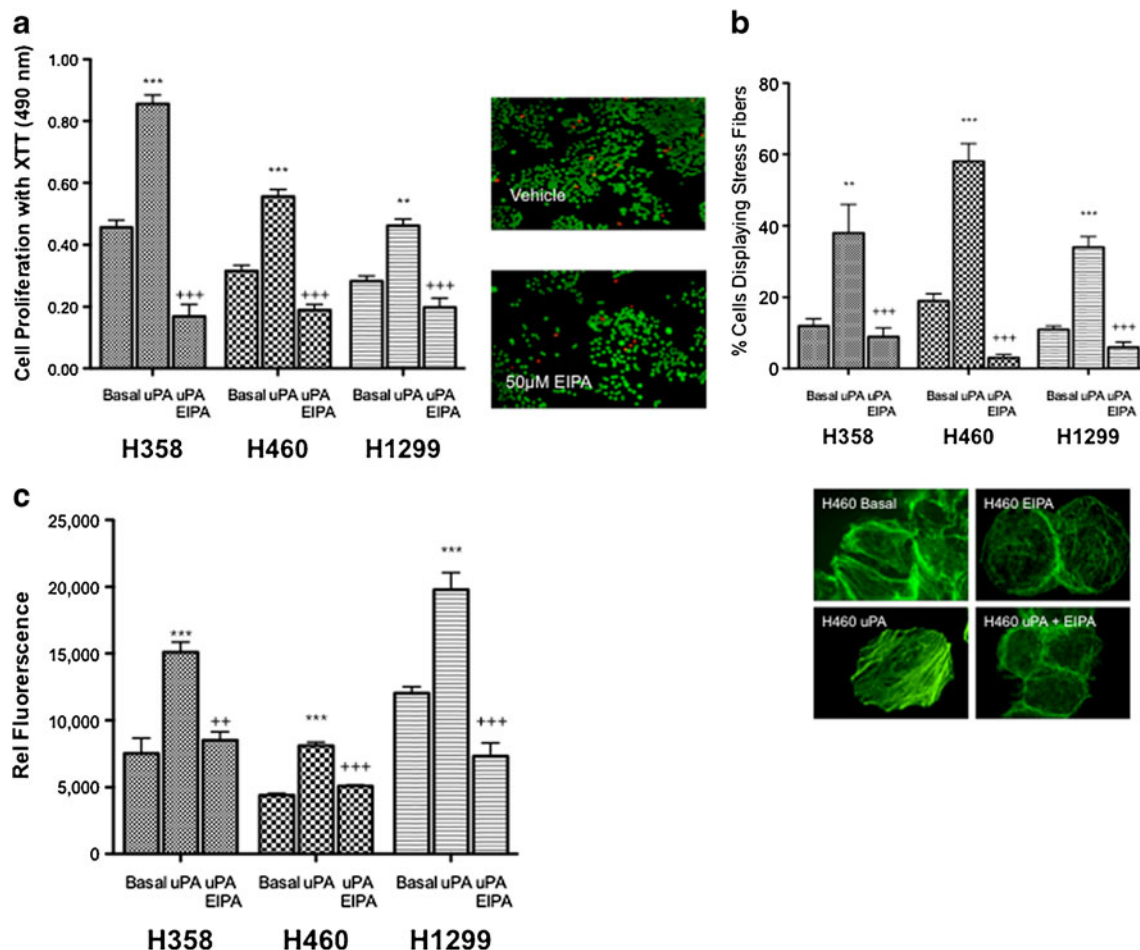 a
Cell Proliferation with XTT (490 nm)
1.00
0.80
0.60
0.40
0.20
0.00
***
+++
***
+++
**
+++
Basal uPA uPA EIPA
Basal uPA uPA EIPA
Basal uPA uPA EIPA
H358 H460 H1299
Vehicle
50µM EIPA
b
% Cells Displaying Stress Fibers
80
60
40
20
0
**
+++
***
+++
***
+++
Basal uPA uPA EIPA
Basal uPA uPA EIPA
Basal uPA uPA EIPA
H358 H460 H1299
H460 Basal
H460 EIPA
H460 uPA
H460 uPA + EIPA
c
Rel Fluorerscence
25,000
20,000
15,000
10,000
5,000
0
***
++
***
+++
***
+++
Basal uPA uPA EIPA
Basal uPA uPA EIPA
Basal uPA uPA EIPA
H358 H460 H1299